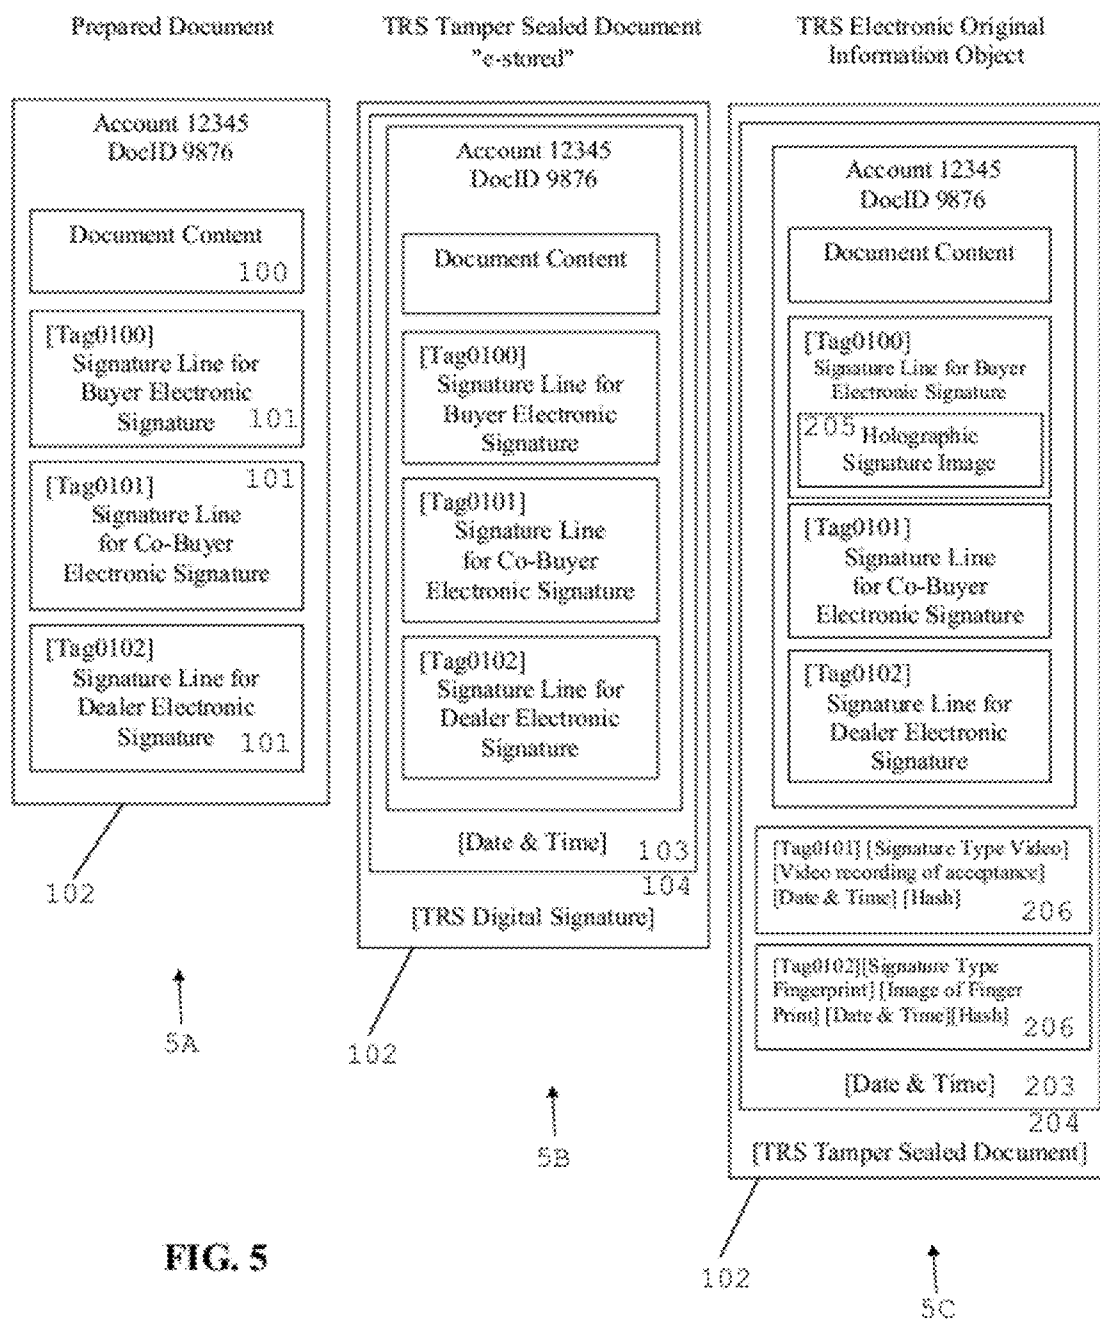 Prepared Document
Account 12345
DocID 9876
Document Content
100
[Tag0100]
Signature Line for
Buyer Electronic
Signature 101
101
[Tag0101]
Signature Line
for Co-Buyer
Electronic Signature
[Tag0102]
Signature Line for
Dealer Electronic
Signature 101
102
5A
TRS Tamper Sealed Document
"e-stored"
Account 12345
DocID 9876
Document Content
[Tag0100]
Signature Line for
Buyer Electronic
Signature
[Tag0101]
Signature Line
for Co-Buyer
Electronic Signature
[Tag0102]
Signature Line for
Dealer Electronic
Signature
[Date & Time] 103
104
[TRS Digital Signature]
102
5B
TRS Electronic Original
Information Object
Account 12345
DocID 9876
Document Content
[Tag0100]
Signature Line for Buyer
Electronic Signature
205 Holographic
Signature Image
[Tag0101]
Signature Line
for Co-Buyer
Electronic Signature
[Tag0102]
Signature Line for
Dealer Electronic
Signature
[Tag0101] [Signature Type Video]
[Video recording of acceptance]
[Date & Time] [Hash]
206
[Tag0102][Signature Type
Fingerprint] [Image of Finger
Print] [Date & Time][Hash]
206
[Date & Time] 203
204
[TRS Tamper Sealed Document]
102
5C
FIG. 5